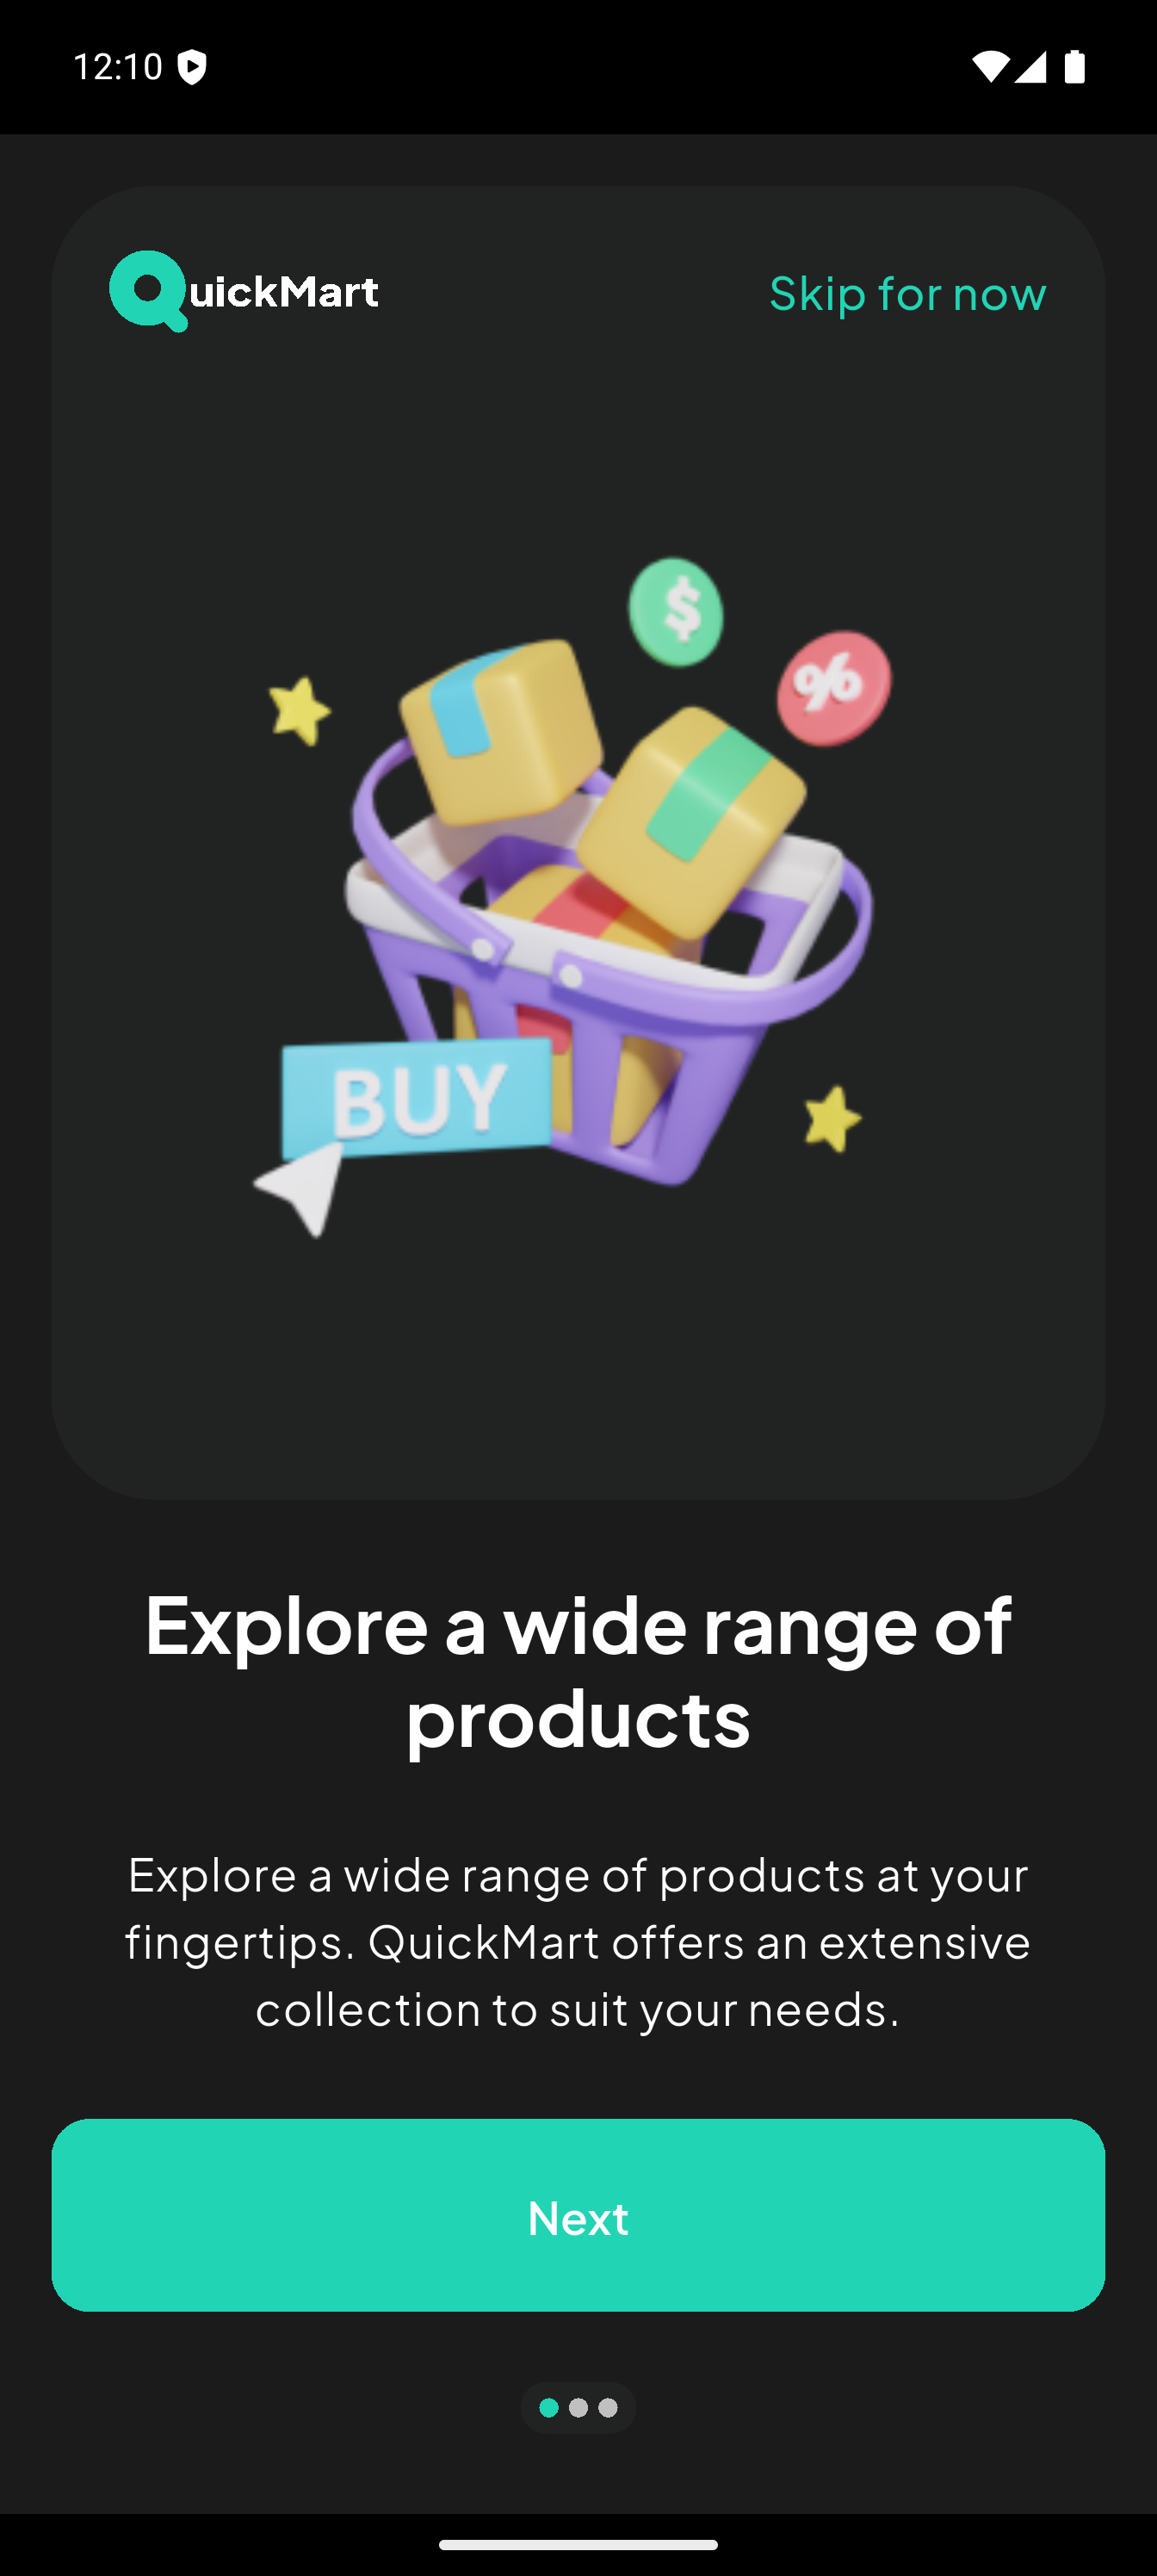 12:10
QuickMart
Skip for now
$
%
BUY
Explore a wide range of
products
Explore a wide range of products at your
fingertips. QuickMart offers an extensive
collection to suit your needs.
Next